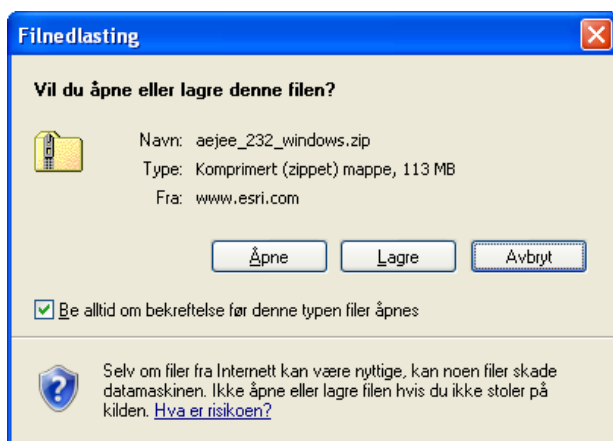 Filnedlasting
Vil du åpne eller lagre denne filen?
Navn: aejee_232_windows.zip
Type: Komprimert (zippet) mappe, 113 MB
Fra: www.esri.com
Åpne Lagre Avbryt
Be alltid om bekreftelse før denne typen filer åpnes
Selv om filer fra Internett kan være nyttige, kan noen filer skade
datamaskinen. Ikke åpne eller lagre filen hvis du ikke stoler på
kilden. Hva er risikoen?